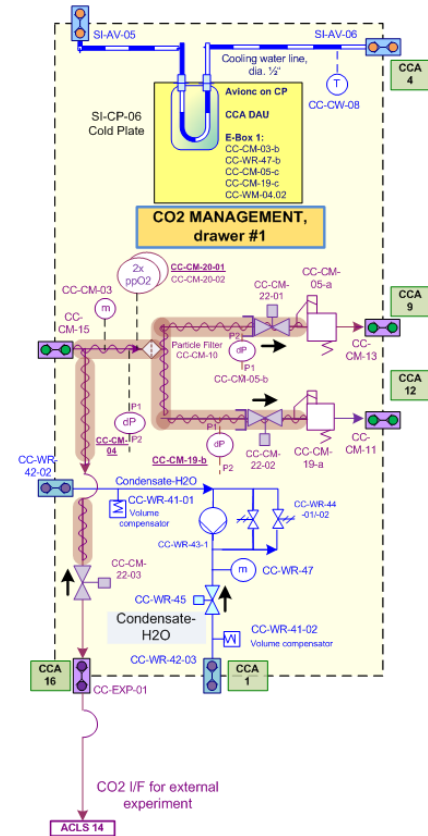 SI-AV-05
SI-AV-06
Cooling water line,
dia. ½"
CCA
4
T
CC-CW-08
SI-CP-06
Cold Plate
Avionc on CP
CCA DAU
E-Box 1:
CC-CM-03-b
CC-WR-47-b
CC-CM-05-c
CC-CM-19-c
CC-WM-04.02
CO2 MANAGEMENT,
drawer #1
2x
ppO2
CC-CM-20-01
CC-CM-20-02
CC-CM-03
m
CC-
CM-15
CC-CM-
22-01
CC-
CM-
05-a
CCA
9
P2
dP
P1
CC-CM-05-b
CC-
CM-13
Particle Filter
CC-CM-10
CCA
12
P1
dP
P2
CC-CM-
04
P1
dP
P2
CC-CM-19-b
CC-CM-
22-02
CC-CM-
19-a
CC-
CM-11
CC-WR-
42-02
Condensate-H2O
CC-WR-41-01
Volume
compensator
CC-WR-43-1
CC-WR-44
-01/-02
CC-CM-
22-03
m
CC-WR-47
CC-WR-45
Condensate-
H2O
CC-WR-41-02
Volume compensator
CC-WR-42-03
CCA
16
CC-EXP-01
CCA
1
CO2 I/F for external
experiment
ACLS 14